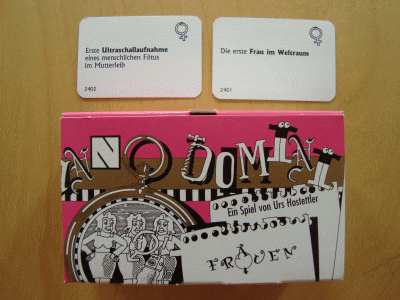 Erste Ultraschallaufnahme
eines menschlichen Fötus
im Mutterleib
2402
Die erste Frau im Weltraum
2401
ANNO DOMINI
Ein Spiel von Urs Hostettler
FRAUEN